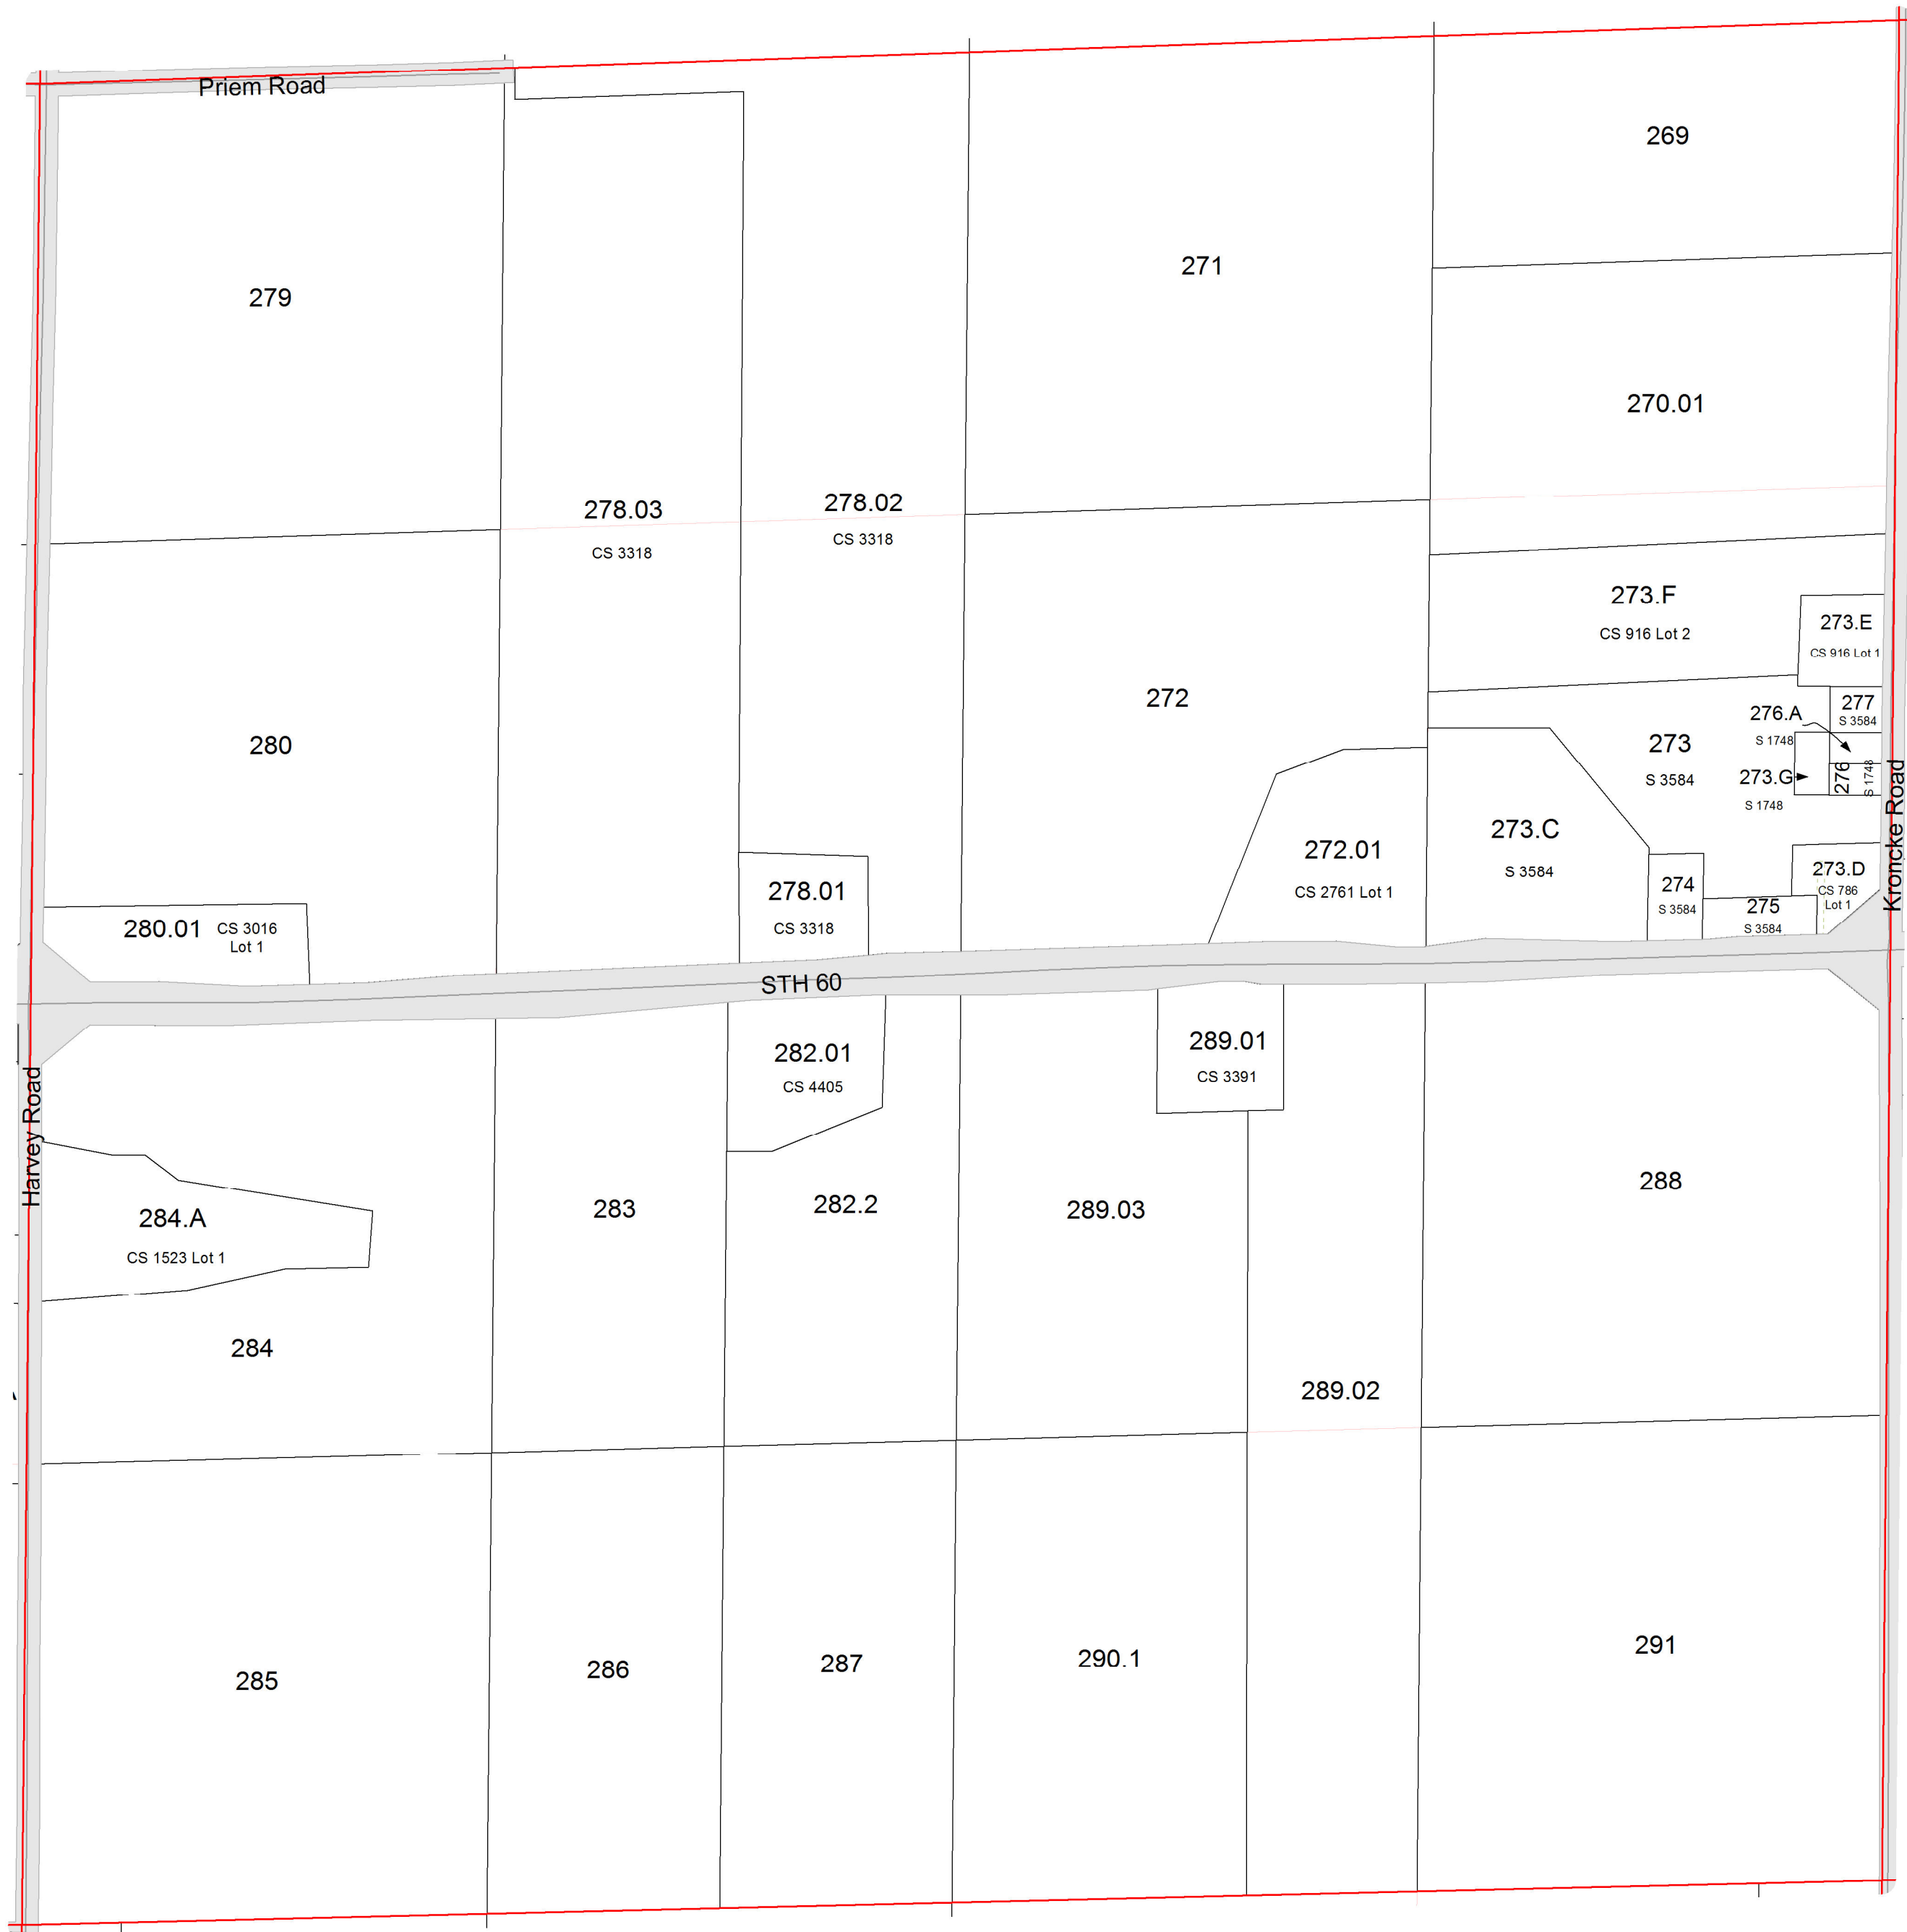 Priem Road
269
271
279
270.01
278.03
278.02
CS 3318
CS 3318
273.F
CS 916 Lot 2
273.E
CS 916 Lot 1
272
277
S 3584
276.A
S 1748
273
S 3584
280
273.G
S 1748
276
S 1748
Kroncke Road
273.C
S 3584
272.01
CS 2761 Lot 1
273.D
CS 786
Lot 1
274
S 3584
275
S 3584
278.01
CS 3318
280.01
CS 3016
Lot 1
STH 60
282.01
CS 4405
289.01
CS 3391
Harvey Road
288
284.A
CS 1523 Lot 1
283
282.2
289.03
284
289.02
285
286
287
290.1
291